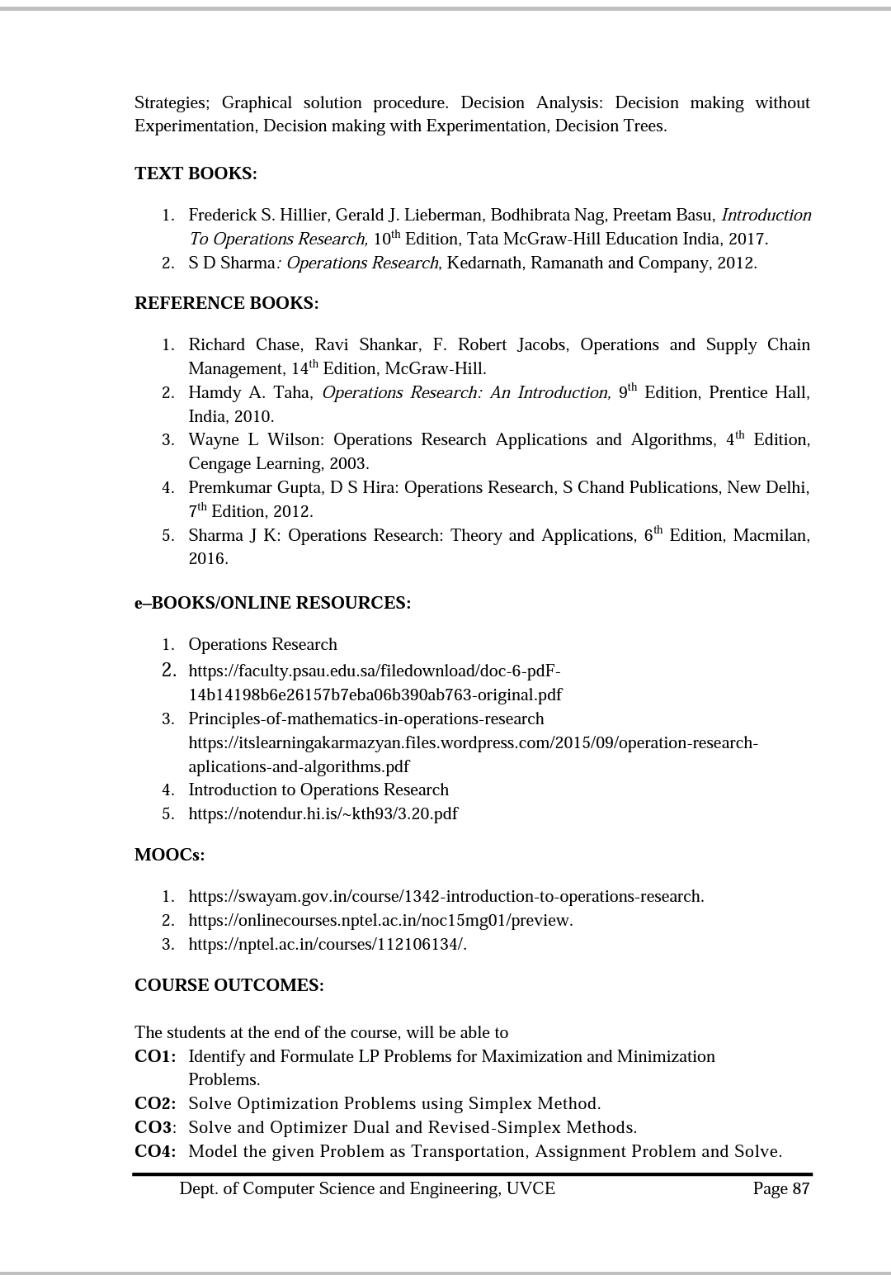 Strategies; Graphical solution procedure. Decision Analysis: Decision making without
Experimentation, Decision making with Experimentation, Decision Trees.
TEXT BOOKS:
1. Frederick S. Hillier, Gerald J. Lieberman, Bodhibrata Nag, Preetam Basu, Introduction
To Operations Research, 10th Edition, Tata McGraw-Hill Education India, 2017.
2. S D Sharma: Operations Research, Kedarnath, Ramanath and Company, 2012.
REFERENCE BOOKS:
1. Richard Chase, Ravi Shankar, F. Robert Jacobs, Operations and Supply Chain
Management, 14th Edition, McGraw-Hill.
2. Hamdy A. Taha, Operations Research: An Introduction, 9th Edition, Prentice Hall,
India, 2010.
3. Wayne L Wilson: Operations Research Applications and Algorithms, 4th Edition,
Cengage Learning, 2003.
4. Premkumar Gupta, D S Hira: Operations Research, S Chand Publications, New Delhi,
7th Edition, 2012.
5. Sharma J K: Operations Research: Theory and Applications, 6th Edition, Macmilan,
2016.
e–BOOKS/ONLINE RESOURCES:
1. Operations Research
2. https://faculty.psau.edu.sa/filedownload/doc-6-pdF-
14b14198b6e26157b7eba06b390ab763-original.pdf
3. Principles-of-mathematics-in-operations-research
https://itslearningakarmazyan.files.wordpress.com/2015/09/operation-research-
aplications-and-algorithms.pdf
4. Introduction to Operations Research
5. https://notendur.hi.is/~kth93/3.20.pdf
MOOCs:
1. https://swayam.gov.in/course/1342-introduction-to-operations-research.
2. https://onlinecourses.nptel.ac.in/noc15mg01/preview.
3. https://nptel.ac.in/courses/112106134/.
COURSE OUTCOMES:
The students at the end of the course, will be able to
CO1: Identify and Formulate LP Problems for Maximization and Minimization
Problems.
CO2: Solve Optimization Problems using Simplex Method.
CO3: Solve and Optimizer Dual and Revised-Simplex Methods.
CO4: Model the given Problem as Transportation, Assignment Problem and Solve.
Dept. of Computer Science and Engineering, UVCE Page 87